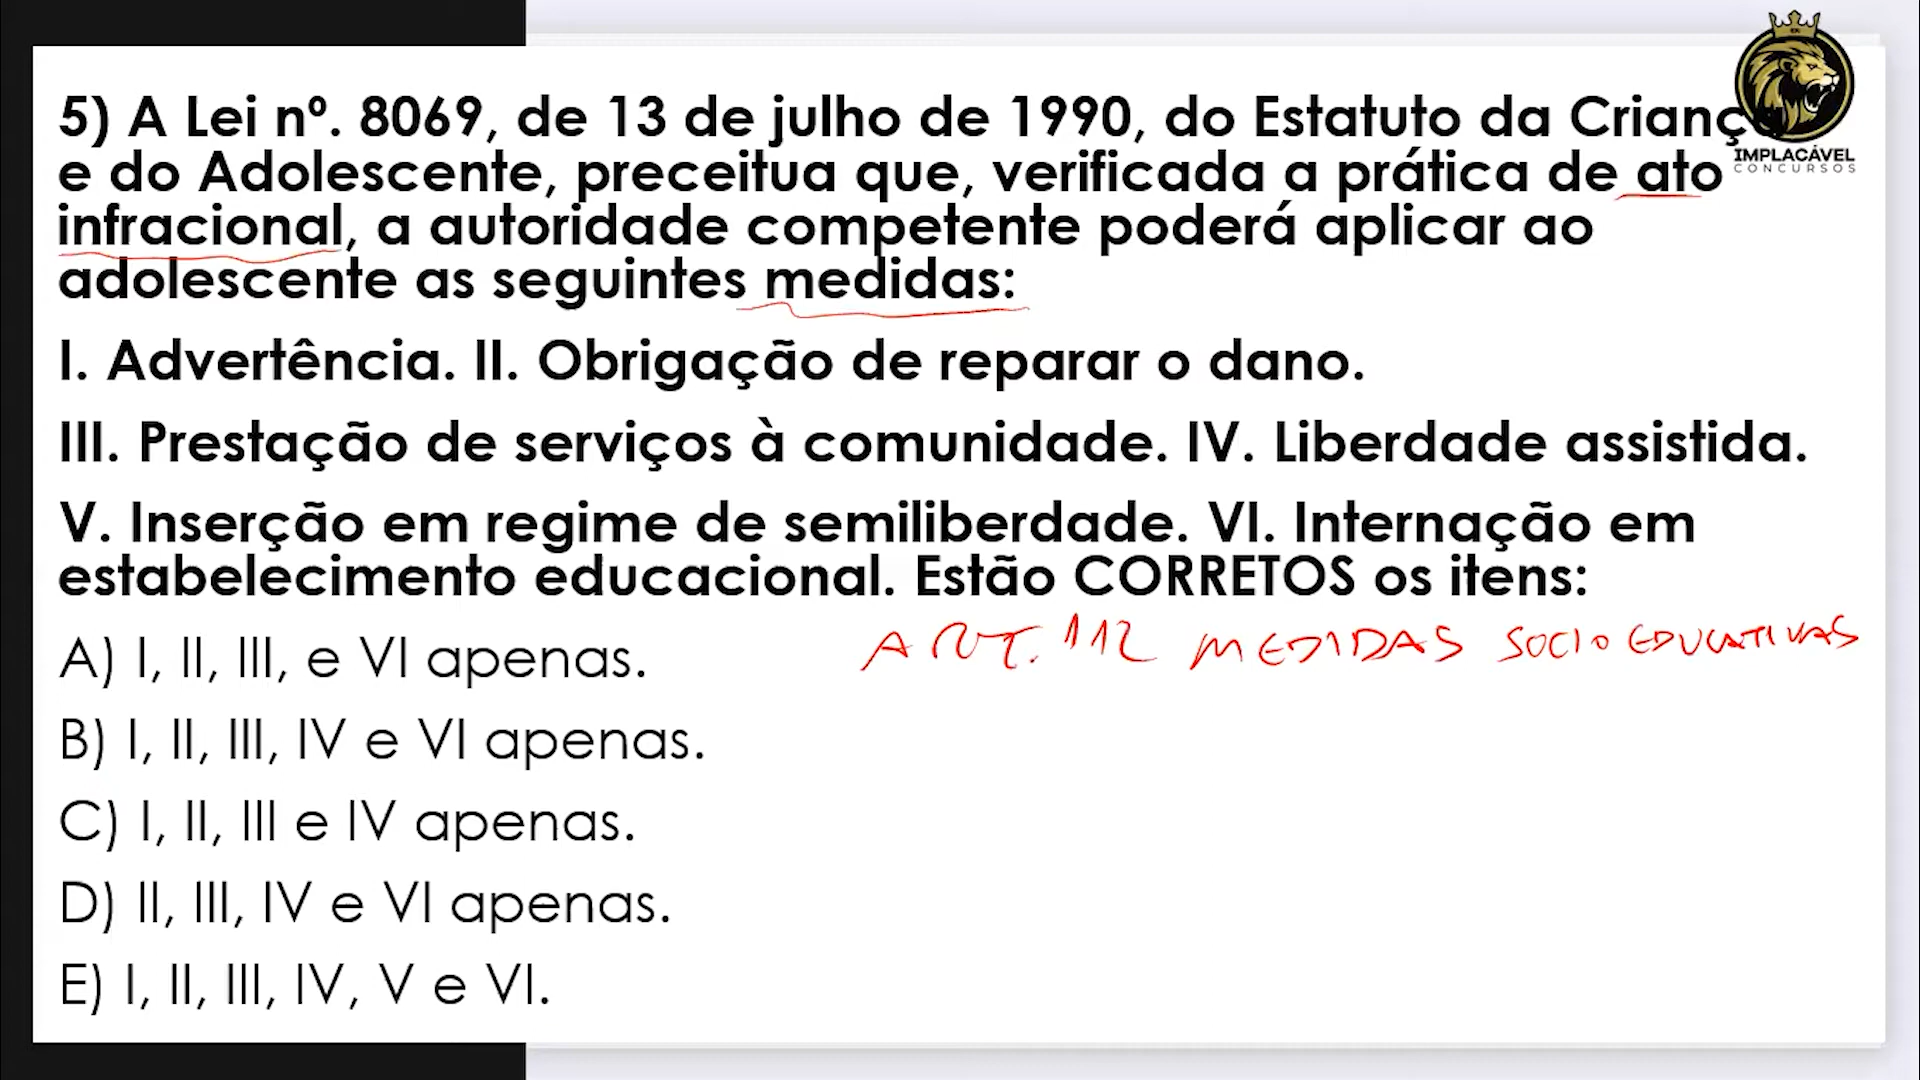 5) A Lei nº. 8069, de 13 de julho de 1990, do Estatuto da Criança
e do Adolescente, preceitua que, verificada a prática de ato
infracional, a autoridade competente poderá aplicar ao
adolescente as seguintes medidas:
I. Advertência. II. Obrigação de reparar o dano.
III. Prestação de serviços à comunidade. IV. Liberdade assistida.
V. Inserção em regime de semiliberdade. VI. Internação em
estabelecimento educacional. Estão CORRETOS os itens:
ART. 112 MEDIDAS SOCIO EDUCATIVAS
A) I, II, III, e VI apenas.
B) I, II, III, IV e VI apenas.
C) I, II, III e IV apenas.
D) II, III, IV e VI apenas.
E) I, II, III, IV, V e VI.
IMPLACÁVEL
CONCURSOS